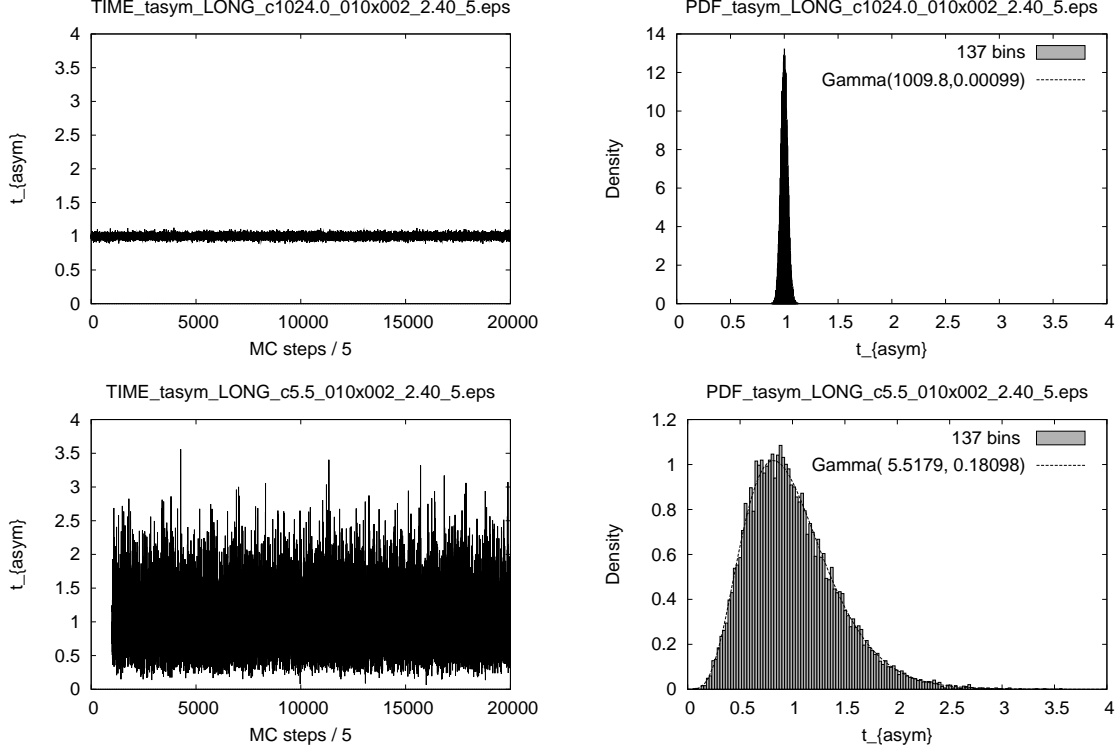 TIME_tasym_LONG_c1024.0_010x002_2.40_5.eps
4
3.5
3
2.5
2
1.5
1
0.5
0
t_{asym}
0 5000 10000 15000 20000
MC steps / 5
PDF_tasym_LONG_c1024.0_010x002_2.40_5.eps
14
12
10
8
6
4
2
0
Density
137 bins
Gamma(1009.8,0.00099)
0 0.5 1 1.5 2 2.5 3 3.5 4
t_{asym}
TIME_tasym_LONG_c5.5_010x002_2.40_5.eps
4
3.5
3
2.5
2
1.5
1
0.5
0
t_{asym}
0 5000 10000 15000 20000
MC steps / 5
PDF_tasym_LONG_c5.5_010x002_2.40_5.eps
1.2
1
0.8
0.6
0.4
0.2
0
Density
137 bins
Gamma( 5.5179, 0.18098)
0 0.5 1 1.5 2 2.5 3 3.5 4
t_{asym}